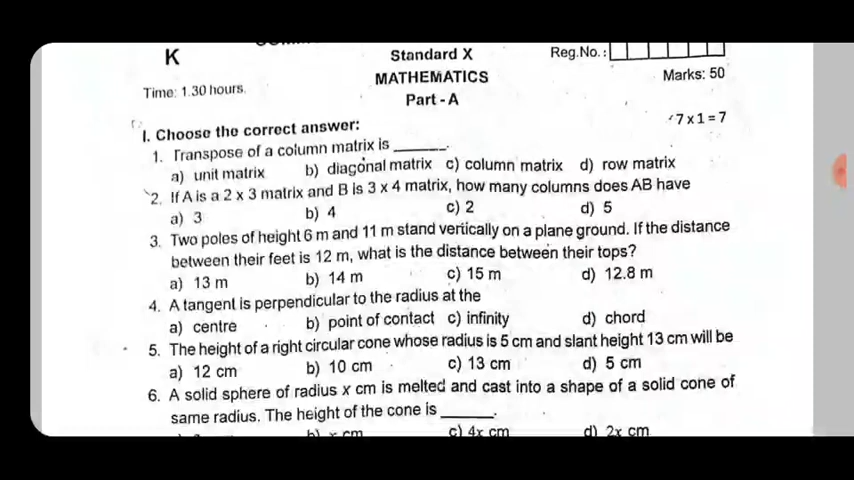 K
Standard X
Reg.No.:
MATHEMATICS
Time: 1.30 hours.
Marks: 50
Part - A
7 x 1 = 7
I. Choose the correct answer:
1. Transpose of a column matrix is ______.
a) unit matrix b) diagonal matrix c) column matrix d) row matrix
2. If A is a 2 x 3 matrix and B is 3 x 4 matrix, how many columns does AB have
a) 3 b) 4 c) 2 d) 5
3. Two poles of height 6 m and 11 m stand vertically on a plane ground. If the distance
between their feet is 12 m, what is the distance between their tops?
a) 13 m b) 14 m c) 15 m d) 12.8 m
4. A tangent is perpendicular to the radius at the
a) centre b) point of contact c) infinity d) chord
5. The height of a right circular cone whose radius is 5 cm and slant height 13 cm will be
a) 12 cm b) 10 cm c) 13 cm d) 5 cm
6. A solid sphere of radius x cm is melted and cast into a shape of a solid cone of
same radius. The height of the cone is ______.
b) x cm c) 4x cm d) 2x cm